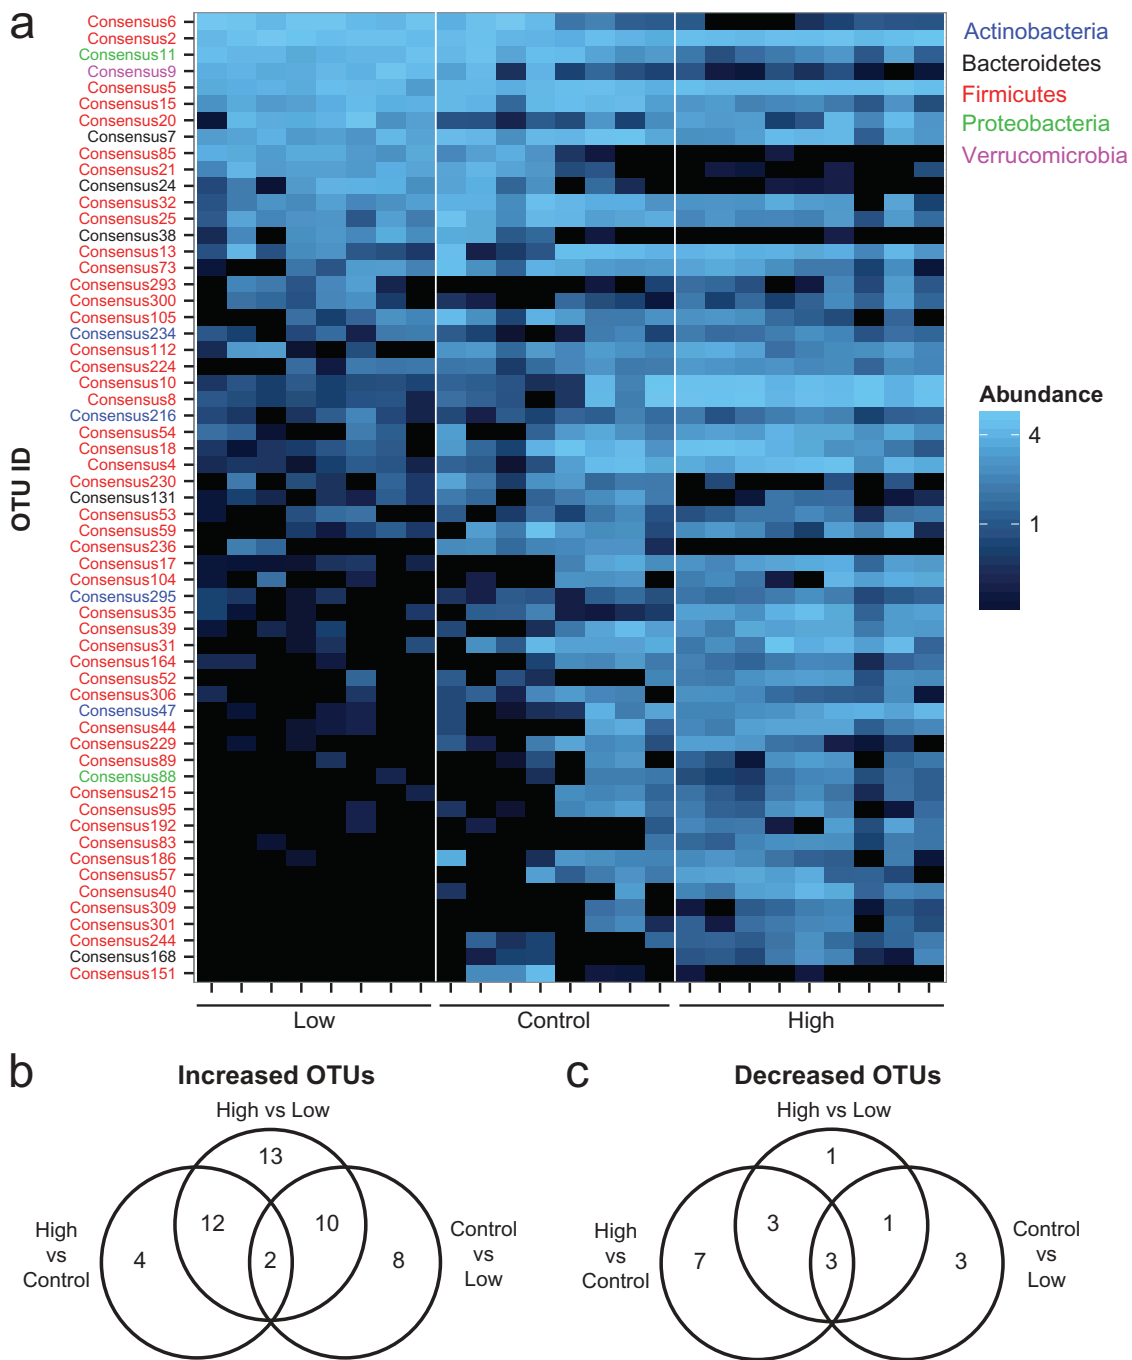 a
Consensus6
Consensus2
Consensus11
Consensus9
Consensus5
Consensus15
Consensus20
Consensus7
Consensus85
Consensus21
Consensus24
Consensus32
Consensus25
Consensus38
Consensus13
Consensus73
Consensus293
Consensus300
Consensus105
Consensus234
Consensus112
Consensus224
Consensus10
Consensus8
Consensus216
Consensus54
Consensus18
Consensus4
Consensus230
Consensus131
Consensus53
Consensus59
Consensus236
Consensus17
Consensus104
Consensus295
Consensus35
Consensus39
Consensus31
Consensus164
Consensus52
Consensus306
Consensus47
Consensus44
Consensus229
Consensus89
Consensus88
Consensus215
Consensus95
Consensus192
Consensus83
Consensus186
Consensus57
Consensus40
Consensus309
Consensus301
Consensus244
Consensus168
Consensus151
OTU ID
Low Control High
Actinobacteria
Bacteroidetes
Firmicutes
Proteobacteria
Verrucomicrobia
Abundance
4
1
b
Increased OTUs
High vs Low
13
12 10
High
vs
Control
4 2 8
Control
vs
Low
c
Decreased OTUs
High vs Low
1
3 1
High
vs
Control
7 3 3
Control
vs
Low